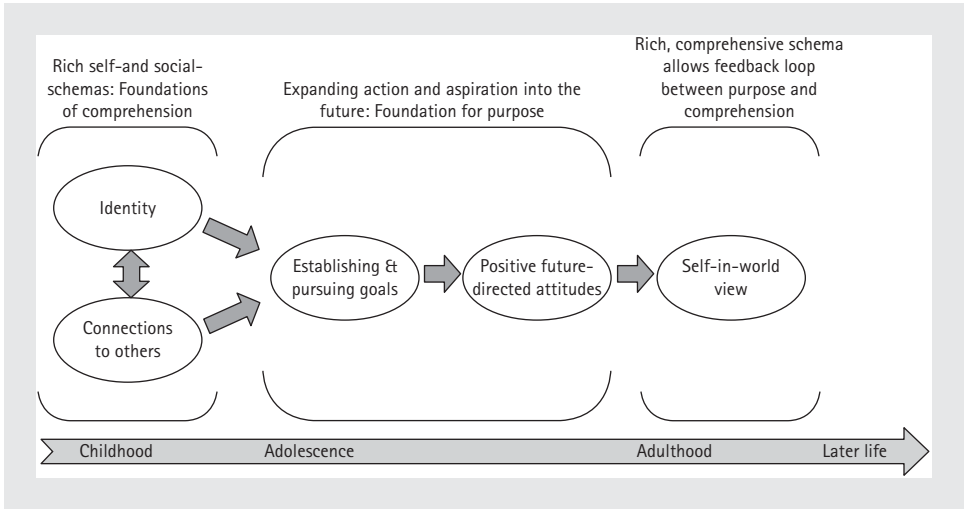 Rich self-and social-
schemas: Foundations
of comprehension
Expanding action and aspiration into the
future: Foundation for purpose
Rich, comprehensive schema
allows feedback loop
between purpose and
comprehension
Identity
Connections
to others
Establishing &
pursuing goals
Positive future-
directed attitudes
Self-in-world
view
Childhood
Adolescence
Adulthood
Later life